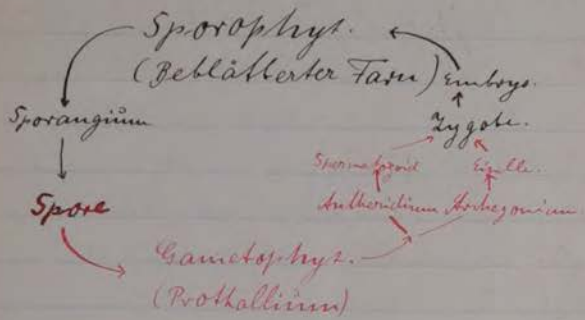 Sporophyt.
(Beblätterter Farn)
Embryo.
Sporangium
Zygote.
Spermatozoid Eizelle.
Spore
Antheridium Archegonium.
Gametophyt.
(Prothallium)